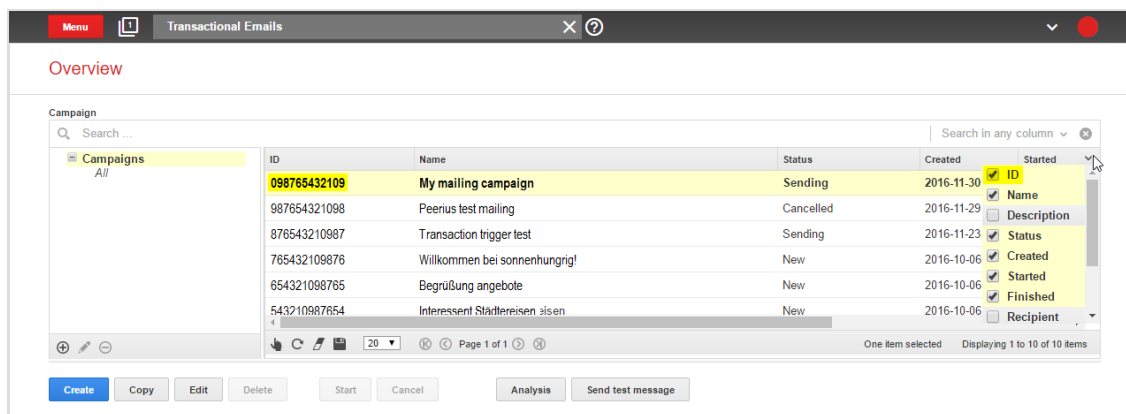 Menu 1 Transactional Emails
Overview
Campaign
Search ... Search in any column
Campaigns
All
ID Name Status Created Started
098765432109 My mailing campaign Sending 2016-11-30
987654321098 Peerius test mailing Cancelled 2016-11-29
876543210987 Transaction trigger test Sending 2016-11-23
765432109876 Willkommen bei sonnenhungrig! New 2016-10-06
654321098765 Begrüßung angebote New 2016-10-06
543210987654 Interessent Städtereisen eisen New 2016-10-06
ID
Name
Description
Status
Created
Started
Finished
Recipient
20 Page 1 of 1 One item selected Displaying 1 to 10 of 10 items
Create Copy Edit Delete Start Cancel Analysis Send test message